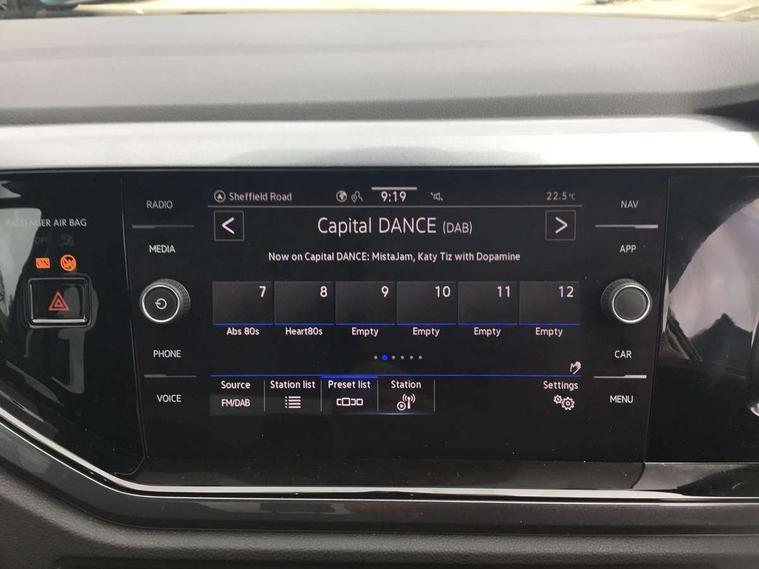 PASSENGER AIR BAG
OFF
ON
RADIO
MEDIA
PHONE
VOICE
Sheffield Road
9:19
22.5°C
<
Capital DANCE (DAB)
>
Now on Capital DANCE: MistaJam, Katy Tiz with Dopamine
7
8
9
10
11
12
Abs 80s
Heart80s
Empty
Empty
Empty
Empty
Source
Station list
Preset list
Station
Settings
FM/DAB
NAV
APP
CAR
MENU